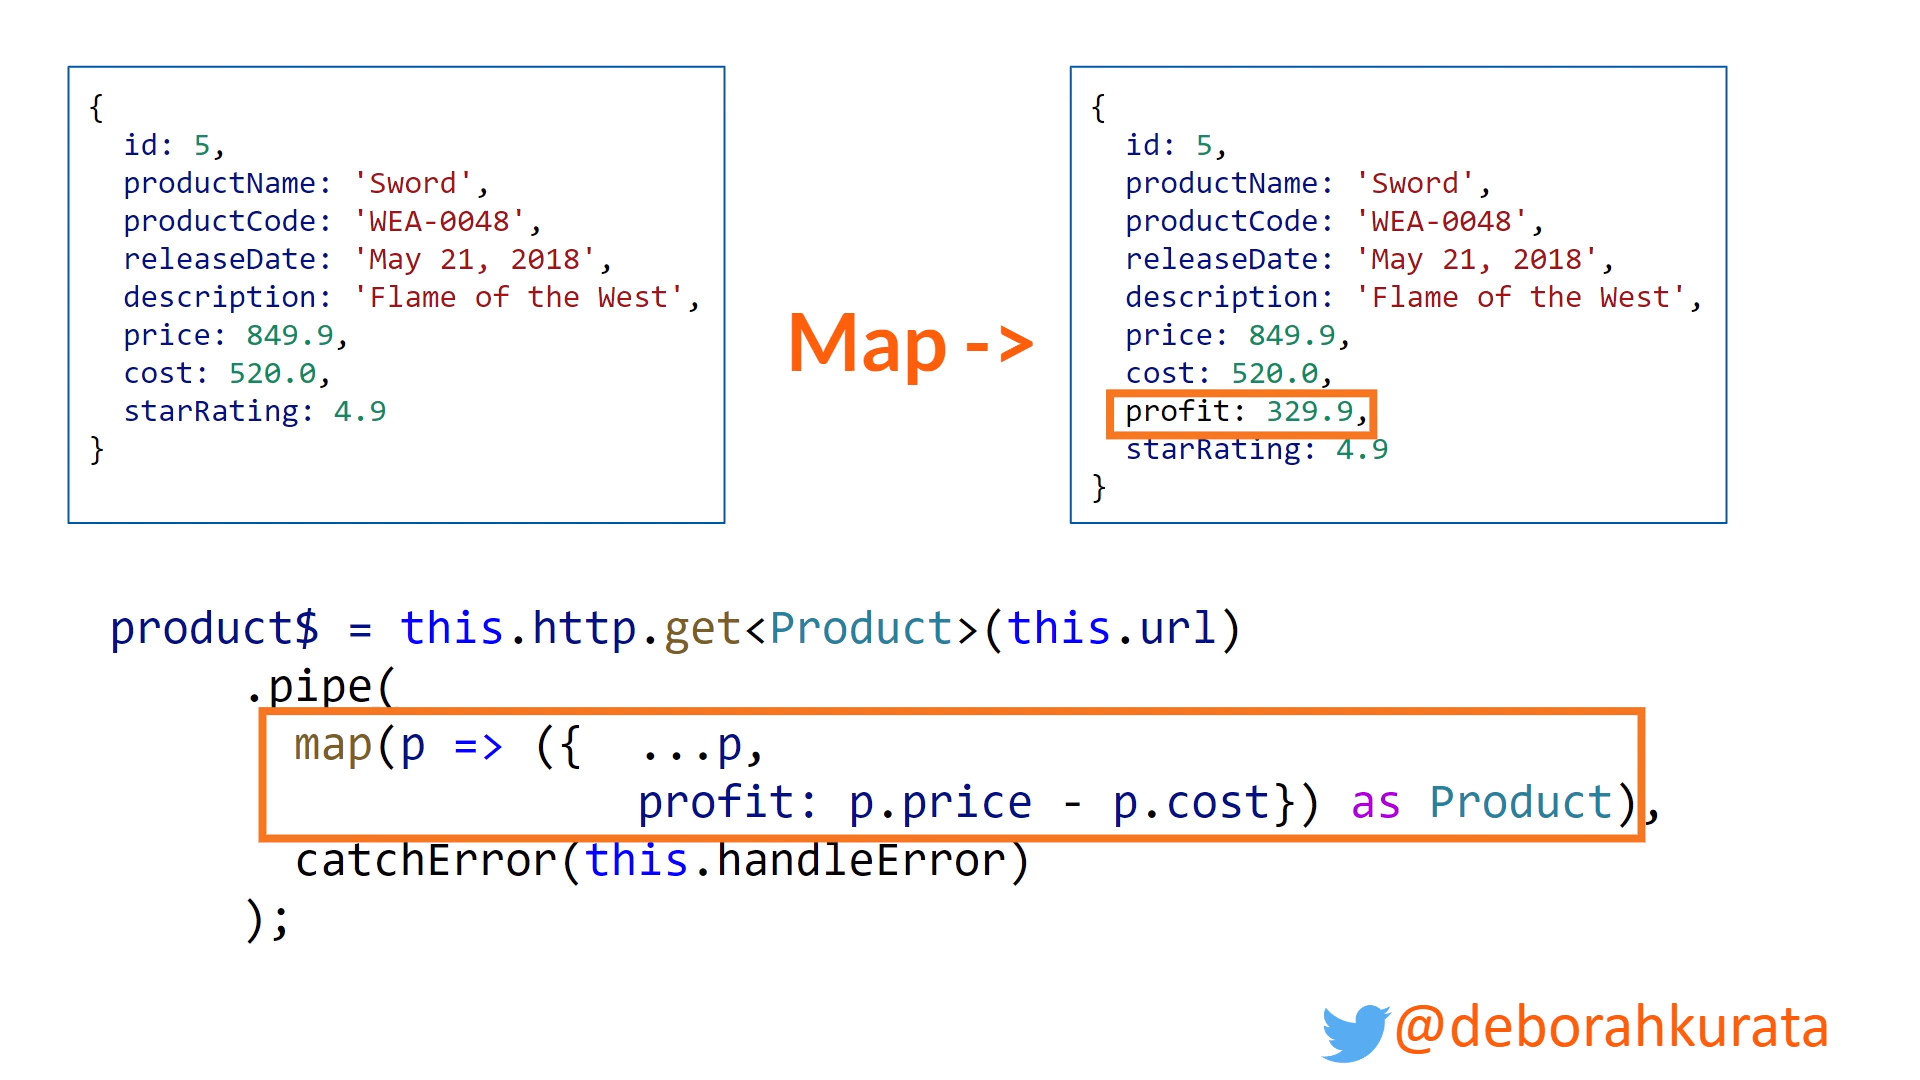 {
id: 5,
productName: 'Sword',
productCode: 'WEA-0048',
releaseDate: 'May 21, 2018',
description: 'Flame of the West',
price: 849.9,
cost: 520.0,
starRating: 4.9
}
Map ->
{
id: 5,
productName: 'Sword',
productCode: 'WEA-0048',
releaseDate: 'May 21, 2018',
description: 'Flame of the West',
price: 849.9,
cost: 520.0,
profit: 329.9,
starRating: 4.9
}
product$ = this.http.get<Product>(this.url)
.pipe(
map(p => ({ ...p,
profit: p.price - p.cost}) as Product),
catchError(this.handleError)
);
@deborahkurata